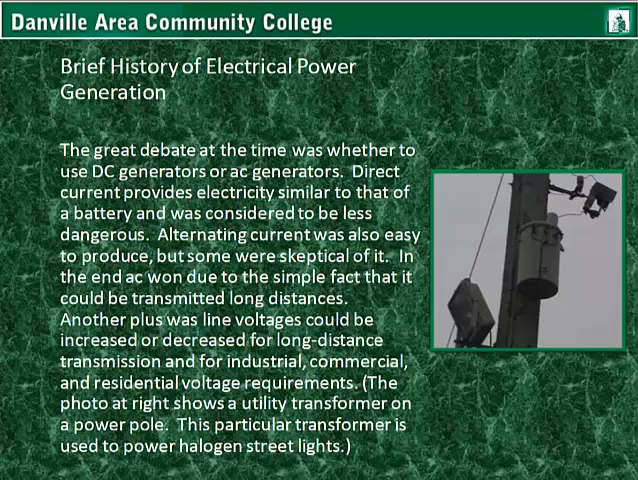 Danville Area Community College
Brief History of Electrical Power
Generation
The great debate at the time was whether to
use DC generators or ac generators. Direct
current provides electricity similar to that of
a battery and was considered to be less
dangerous. Alternating current was also easy
to produce, but some were skeptical of it. In
the end ac won due to the simple fact that it
could be transmitted long distances.
Another plus was line voltages could be
increased or decreased for long-distance
transmission and for industrial, commercial,
and residential voltage requirements. (The
photo at right shows a utility transformer on
a power pole. This particular transformer is
used to power halogen street lights.)